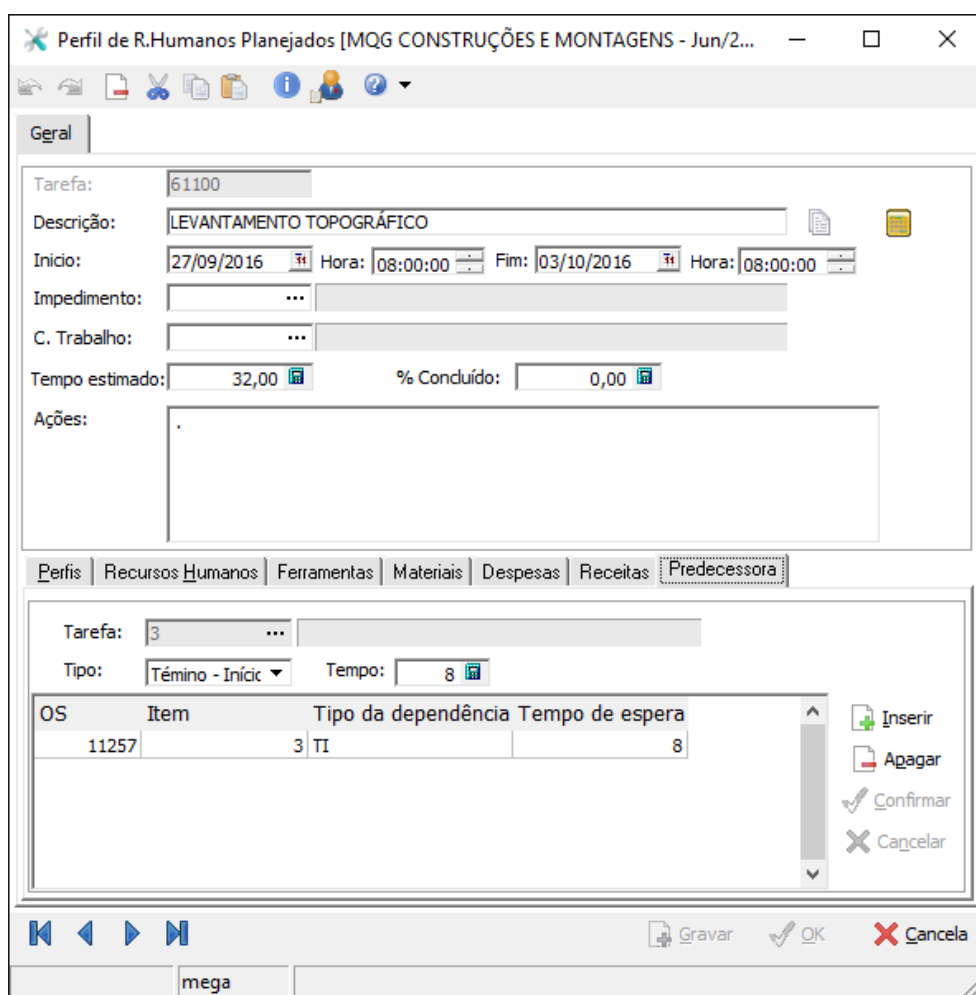 Perfil de R.Humanos Planejados [MQG CONSTRUÇÕES E MONTAGENS - Jun/2...
Geral
Tarefa: 61100
Descrição: LEVANTAMENTO TOPOGRÁFICO
Inicio: 27/09/2016 Hora: 08:00:00 Fim: 03/10/2016 Hora: 08:00:00
Impedimento: ...
C. Trabalho: ...
Tempo estimado: 32,00 % Concluído: 0,00
Ações: .
Perfis Recursos Humanos Ferramentas Materiais Despesas Receitas Predecessora
Tarefa: 3 ...
Tipo: Témino - Início Tempo: 8
OS Item Tipo da dependência Tempo de espera
11257 3 TI 8
Inserir
Apagar
Confirmar
Cancelar
Gravar OK Cancela
mega